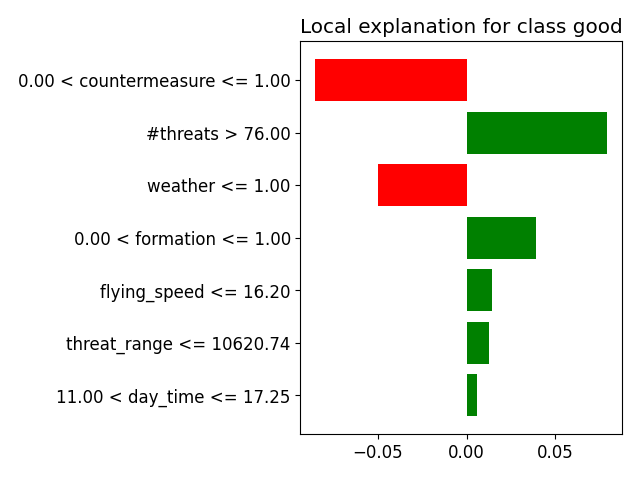 Local explanation for class good
0.00 < countermeasure <= 1.00
#threats > 76.00
weather <= 1.00
0.00 < formation <= 1.00
flying_speed <= 16.20
threat_range <= 10620.74
11.00 < day_time <= 17.25
−0.05 0.00 0.05